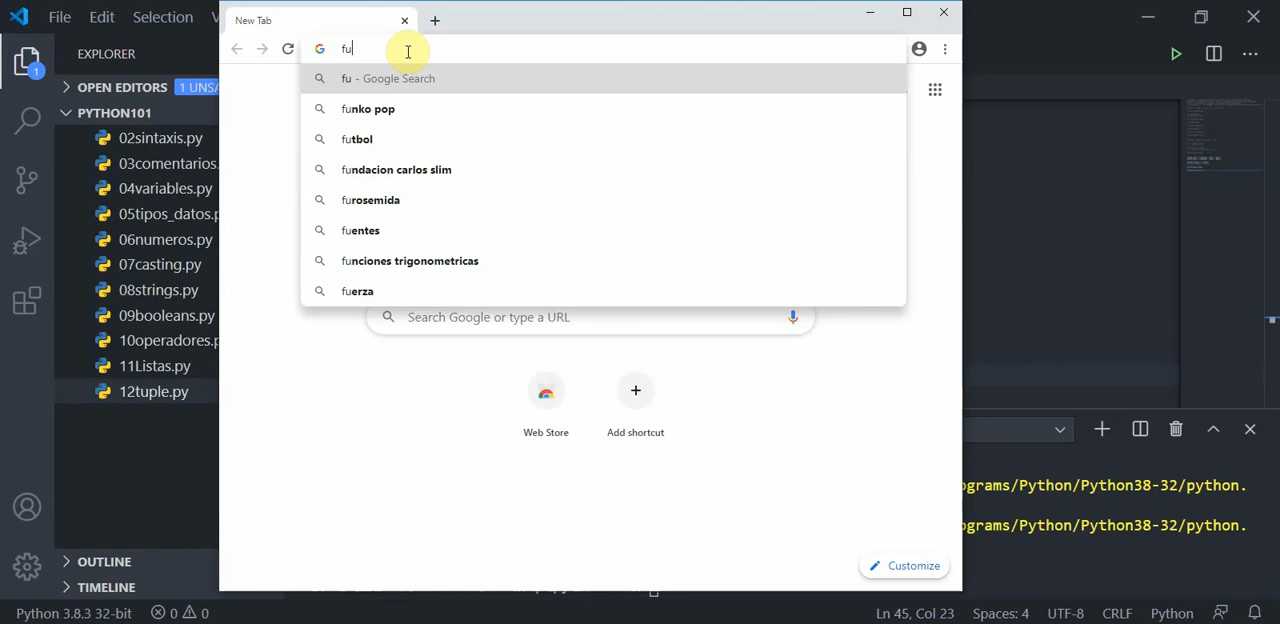 File Edit Selection
EXPLORER
1
OPEN EDITORS
PYTHON101
02sintaxis.py
03comentarios.
04variables.py
05tipos_datos.p
06numeros.py
07casting.py
08strings.py
09booleans.py
10operadores.p
11Listas.py
12tuple.py
OUTLINE
TIMELINE
New Tab
fu
fu - Google Search
funko pop
futbol
fundacion carlos slim
furosemida
fuentes
funciones trigonometricas
fuerza
Search Google or type a URL
Web Store
Add shortcut
Customize
ograms/Python/Python38-32/python.
ograms/Python/Python38-32/python.
Python 3.8.3 32-bit 0 0 Ln 45, Col 23 Spaces: 4 UTF-8 CRLF Python